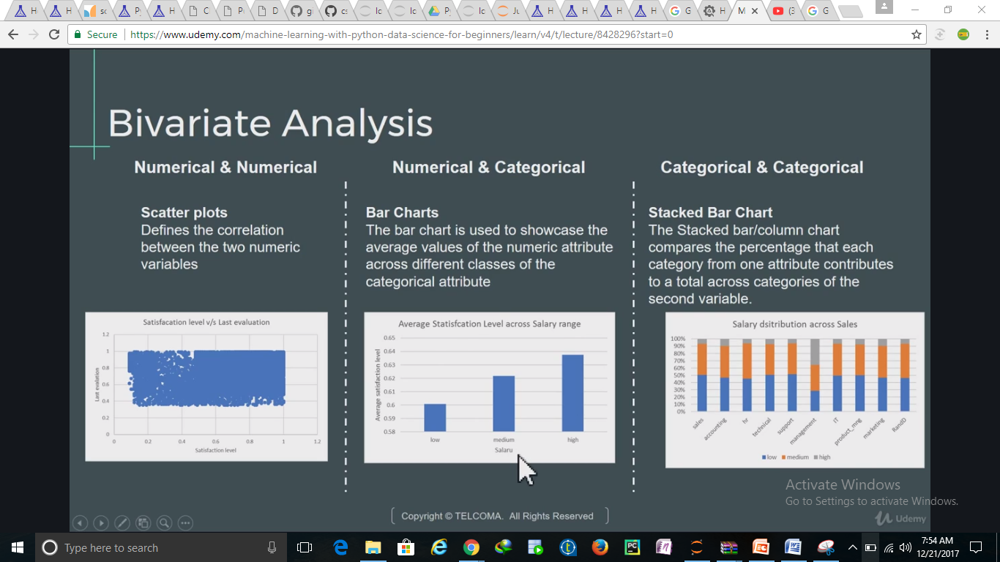 Secure
https://www.udemy.com/machine-learning-with-python-data-science-for-beginners/learn/v4/t/lecture/8428296?start=0
Bivariate Analysis
Numerical & Numerical
Scatter plots
Defines the correlation
between the two numeric
variables
Satisfacation level v/s Last evaluation
1.2
1
0.8
0.6
0.4
0.2
0
Last evalation
0
0.2
0.4
0.6
0.8
1
1.2
Satisfaction level
Numerical & Categorical
Bar Charts
The bar chart is used to showcase the
average values of the numeric attribute
across different classes of the
categorical attribute
Average Statisfcation Level across Salary range
0.65
0.64
0.63
0.62
0.61
0.6
0.59
0.58
Average satisfaction level
low
medium
high
Salaru
Categorical & Categorical
Stacked Bar Chart
The Stacked bar/column chart
compares the percentage that each
category from one attribute contributes
to a total across categories of the
second variable.
Salary dsitribution across Sales
100%
90%
80%
70%
60%
50%
40%
30%
20%
10%
0%
sales
accounting
hr
technical
support
management
IT
product_mng
marketing
RandD
low medium high
Copyright © TELCOMA. All Rights Reserved
Activate Windows
Go to Settings to activate Windows.
Udemy
Type here to search
7:54 AM
12/21/2017